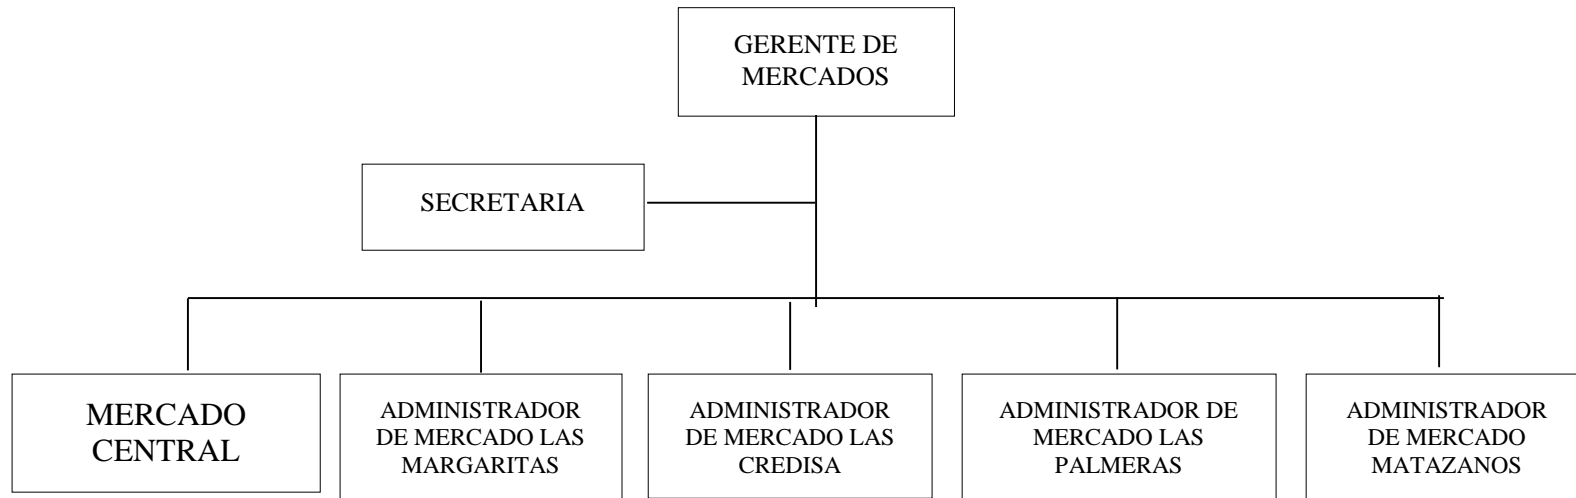 GERENTE DE
MERCADOS
SECRETARIA
MERCADO
CENTRAL
ADMINISTRADOR
DE MERCADO LAS
MARGARITAS
ADMINISTRADOR
DE MERCADO LAS
CREDISA
ADMINISTRADOR DE
MERCADO LAS
PALMERAS
ADMINISTRADOR
DE MERCADO
MATAZANOS